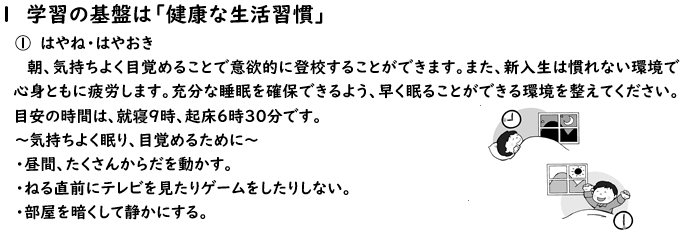 1　学習の基盤は「健康な生活習慣」
① はやね・はやおき
朝、気持ちよく目覚めることで意欲的に登校することができます。また、新入生は慣れない環境で
心身ともに疲労します。充分な睡眠を確保できるよう、早く眠ることができる環境を整えてください。
目安の時間は、就寝9時、起床6時30分です。
～気持ちよく眠り、目覚めるために～
・昼間、たくさんからだを動かす。
・ねる直前にテレビを見たりゲームをしたりしない。
・部屋を暗くして静かにする。